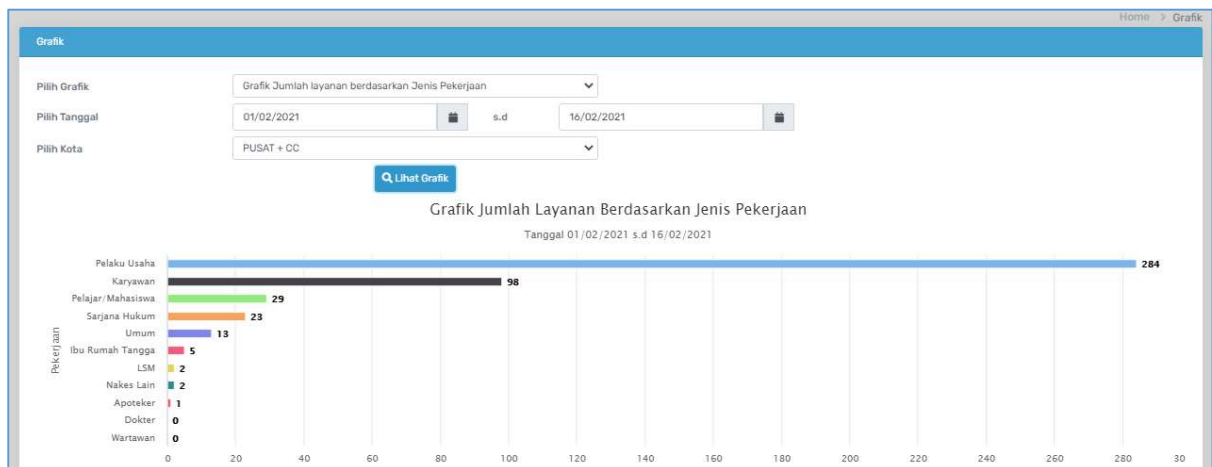 Home > Grafik
Grafik
Pilih Grafik Grafik Jumlah layanan berdasarkan Jenis Pekerjaan
Pilih Tanggal 01/02/2021 s.d 16/02/2021
Pilih Kota PUSAT + CC
Lihat Grafik
Grafik Jumlah Layanan Berdasarkan Jenis Pekerjaan
Tanggal 01/02/2021 s.d 16/02/2021
Pekerjaan
Pelaku Usaha 284
Karyawan 98
Pelajar/Mahasiswa 29
Sarjana Hukum 23
Umum 13
Ibu Rumah Tangga 5
LSM 2
Nakes Lain 2
Apoteker 1
Dokter 0
Wartawan 0
0 20 40 60 80 100 120 140 160 180 200 220 240 260 280 30